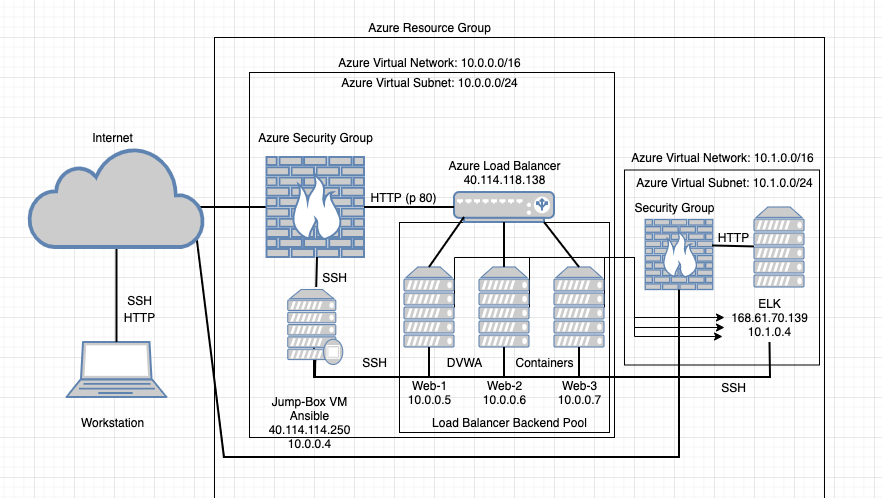 Azure Resource Group
Azure Virtual Network: 10.0.0.0/16
Azure Virtual Subnet: 10.0.0.0/24
Internet
Azure Security Group
Azure Load Balancer
40.114.118.138
HTTP (p 80)
Azure Virtual Network: 10.1.0.0/16
Azure Virtual Subnet: 10.1.0.0/24
Security Group
HTTP
SSH
SSH
HTTP
ELK
168.61.70.139
10.1.0.4
SSH
DVWA
Containers
Web-1
10.0.0.5
Web-2
10.0.0.6
Web-3
10.0.0.7
SSH
Jump-Box VM
Ansible
40.114.114.250
10.0.0.4
Load Balancer Backend Pool
Workstation